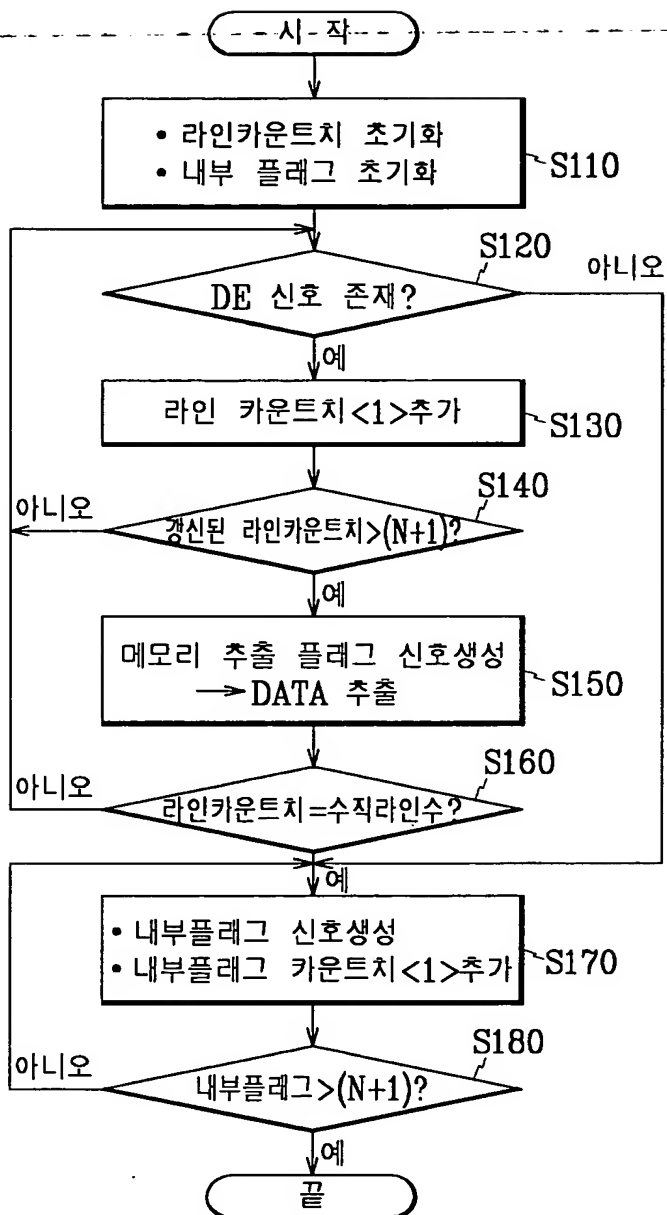 시 작
• 라인카운트치 초기화
• 내부 플래그 초기화
S110
S120
DE 신호 존재?
아니오
예
라인 카운트치<1>추가
S130
S140
갱신된 라인카운트치>(N+1)?
아니오
예
메모리 추출 플래그 신호생성
→DATA 추출
S150
S160
라인카운트치=수직라인수?
아니오
예
• 내부플래그 신호생성
• 내부플래그 카운트치<1>추가
S170
S180
내부플래그>(N+1)?
아니오
예
끝